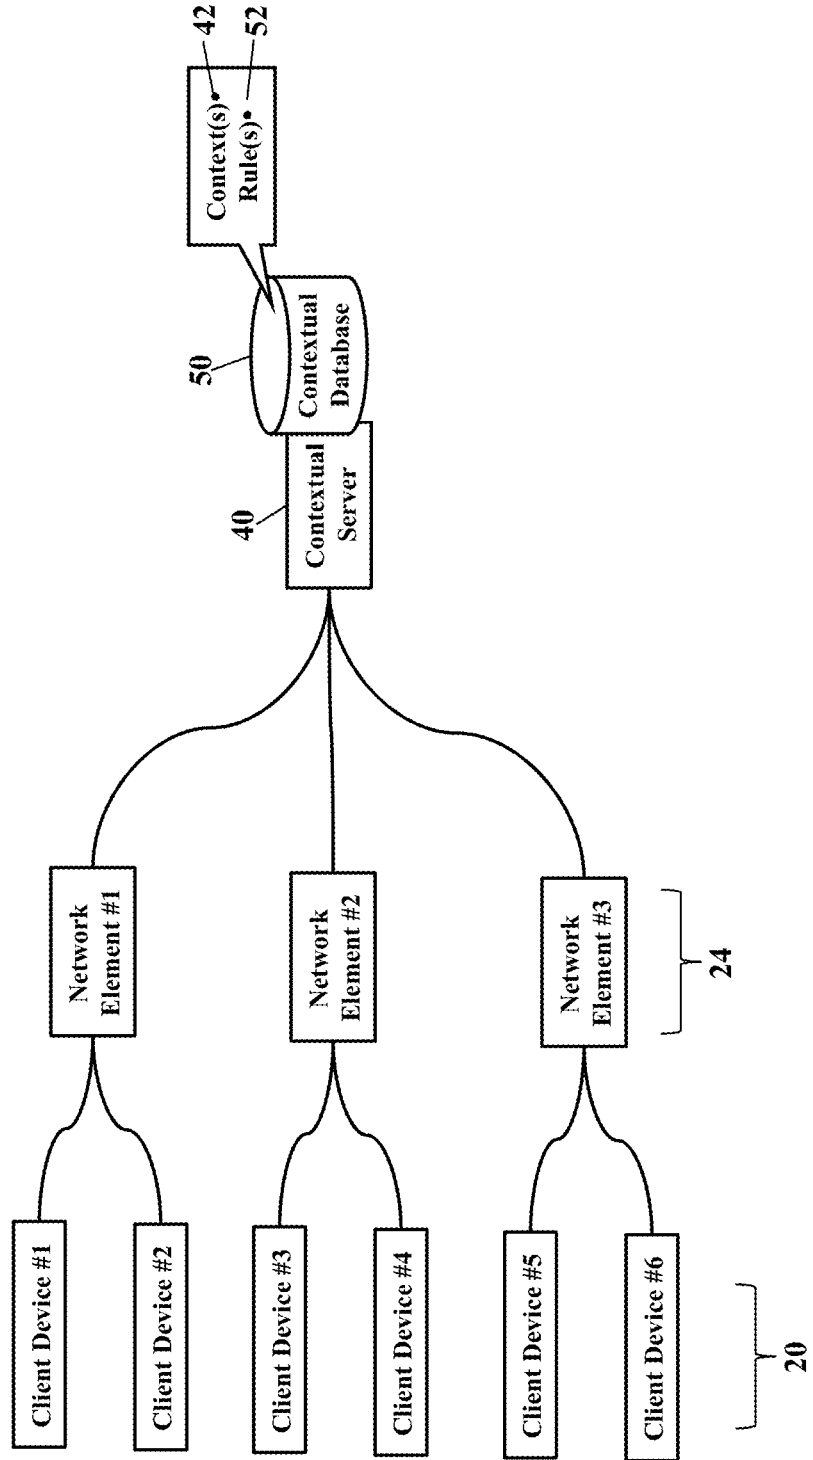 Client Device #1
Client Device #2
Client Device #3
Client Device #4
Client Device #5
Client Device #6
20
Network
Element #1
Network
Element #2
Network
Element #3
24
40
Contextual
Server
50
Contextual
Database
Context(s)•
Rule(s)•
42
52